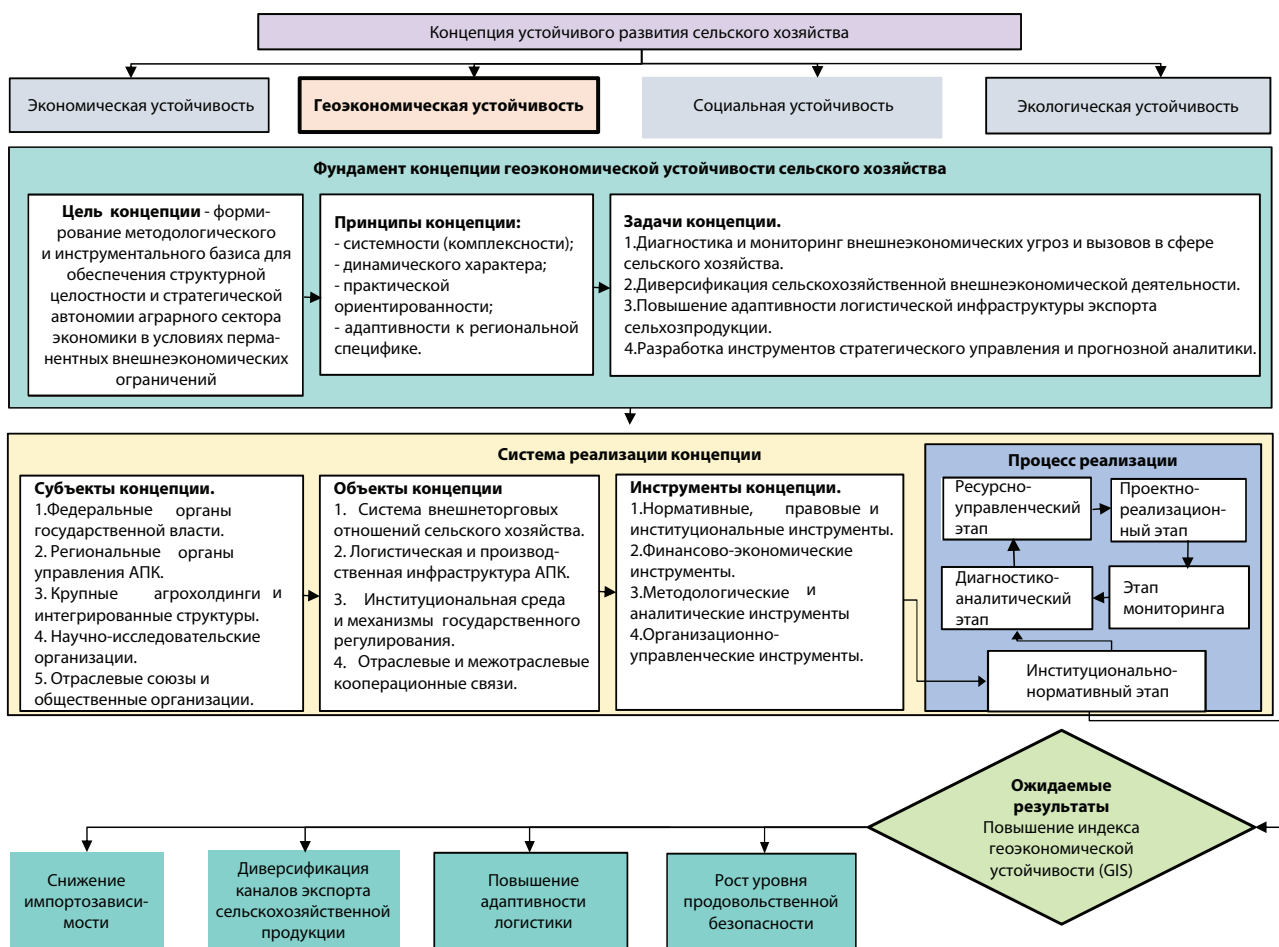 Концепция устойчивого развития сельского хозяйства
Экономическая устойчивость
Геоэкономическая устойчивость
Социальная устойчивость
Экологическая устойчивость
Фундамент концепции геоэкономической устойчивости сельского хозяйства
Цель концепции - форми-
рование методологического
и инструментального базиса для
обеспечения структурной
целостности и стратегической
автономии аграрного сектора
экономики в условиях перма-
нентных внешнеэкономических
ограничений
Принципы концепции:
- системности (комплексности);
- динамического характера;
- практической
ориентированности;
- адаптивности к региональной
специфике.
Задачи концепции.
1.Диагностика и мониторинг внешнеэкономических угроз и вызовов в сфере
сельского хозяйства.
2.Диверсификация сельскохозяйственной внешнеэкономической деятельности.
3.Повышение адаптивности логистической инфраструктуры экспорта
сельхозпродукции.
4.Разработка инструментов стратегического управления и прогнозной аналитики.
Система реализации концепции
Субъекты концепции.
1.Федеральные органы
государственной власти.
2. Региональные органы
управления АПК.
3. Крупные агрохолдинги и
интегрированные структуры.
4. Научно-исследовательские
организации.
5. Отраслевые союзы и
общественные организации.
Объекты концепции
1. Система внешнеторговых
отношений сельского хозяйства.
2. Логистическая и производ-
ственная инфраструктура АПК.
3. Институциональная среда
и механизмы государственного
регулирования.
4. Отраслевые и межотраслевые
кооперационные связи.
Инструменты концепции.
1.Нормативные, правовые и
институциональные инструменты.
2.Финансово-экономические
инструменты.
3.Методологические и
аналитические инструменты
4.Организационно-
управленческие инструменты.
Процесс реализации
Ресурсно-
управленческий
этап
Проектно-
реализацион-
ный этап
Диагностико-
аналитический
этап
Этап
мониторинга
Институционально-
нормативный этап
Ожидаемые
результаты
Повышение индекса
геоэкономической
устойчивости (GIS)
Снижение
импортозависи-
мости
Диверсификация
каналов экспорта
сельскохозяйственной
продукции
Повышение
адаптивности
логистики
Рост уровня
продовольственной
безопасности